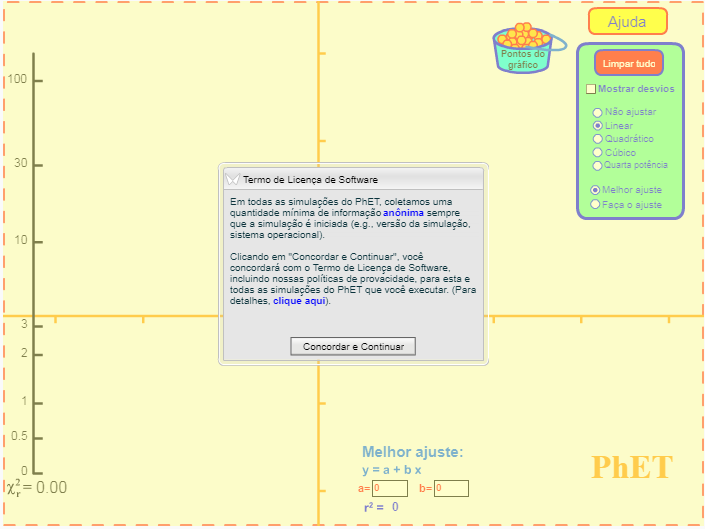 Ajuda
Pontos do
gráfico
Limpar tudo
Mostrar desvios
Não ajustar
Linear
Quadrático
Cúbico
Quarta potência
Melhor ajuste
Faça o ajuste
100
30
10
3
2
1
0.5
0
χr² = 0.00
Termo de Licença de Software
Em todas as simulações do PhET, coletamos uma
quantidade mínima de informação anônima sempre
que a simulação é iniciada (e.g., versão da simulação,
sistema operacional).
Clicando em "Concordar e Continuar", você
concordará com o Termo de Licença de Software,
incluindo nossas políticas de provacidade, para esta e
todas as simulações do PhET que você executar. (Para
detalhes, clique aqui).
Concordar e Continuar
Melhor ajuste:
y = a + b x
a= 0 b= 0
r² = 0
PhET